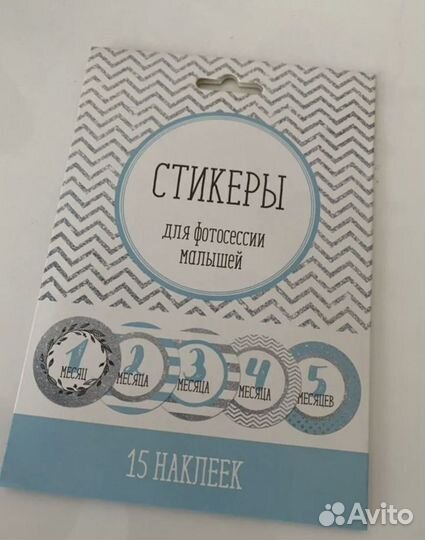 СТИКЕРЫ
для фотосессии
малышей
1 2 3 4 5
МЕСЯЦ МЕСЯЦА МЕСЯЦА МЕСЯЦА МЕСЯЦЕВ
15 НАКЛЕЕК
Avito